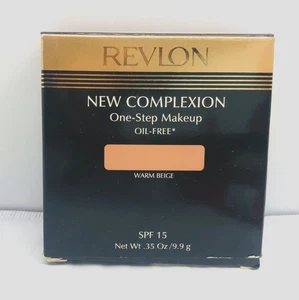 REVLON
NEW COMPLEXION
One-Step Makeup
OIL-FREE*
WARM BEIGE
SPF 15
Net Wt .35 Oz /9.9 g